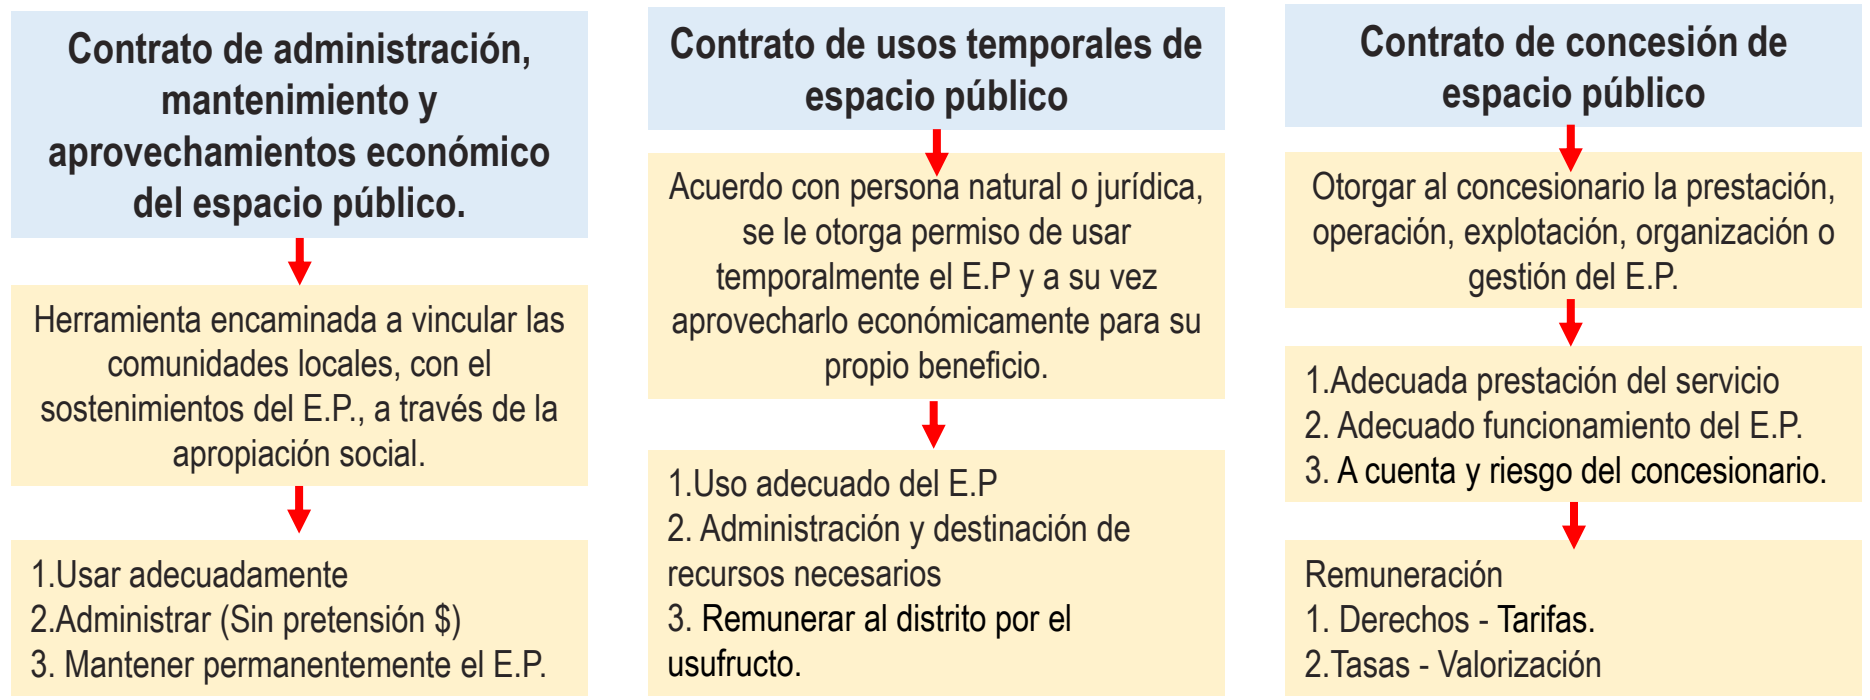 Contrato de administración,
mantenimiento y
aprovechamientos económico
del espacio público.
Herramienta encaminada a vincular las
comunidades locales, con el
sostenimientos del E.P., a través de la
apropiación social.
1.Usar adecuadamente
2.Administrar (Sin pretensión $)
3. Mantener permanentemente el E.P.
Contrato de usos temporales de
espacio público
Acuerdo con persona natural o jurídica,
se le otorga permiso de usar
temporalmente el E.P y a su vez
aprovecharlo económicamente para su
propio beneficio.
1.Uso adecuado del E.P
2. Administración y destinación de
recursos necesarios
3. Remunerar al distrito por el
usufructo.
Contrato de concesión de
espacio público
Otorgar al concesionario la prestación,
operación, explotación, organización o
gestión del E.P.
1.Adecuada prestación del servicio
2. Adecuado funcionamiento del E.P.
3. A cuenta y riesgo del concesionario.
Remuneración
1. Derechos - Tarifas.
2.Tasas - Valorización